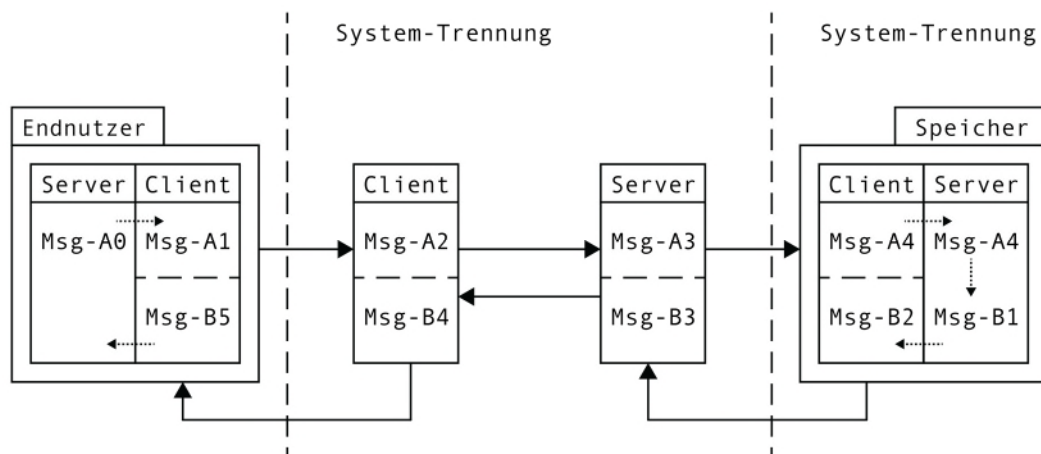 System-Trennung
System-Trennung
Endnutzer
Speicher
Server Client
Client
Server
Client Server
Msg-A0 Msg-A1
Msg-A2
Msg-A3
Msg-A4 Msg-A4
Msg-B5
Msg-B4
Msg-B3
Msg-B2 Msg-B1